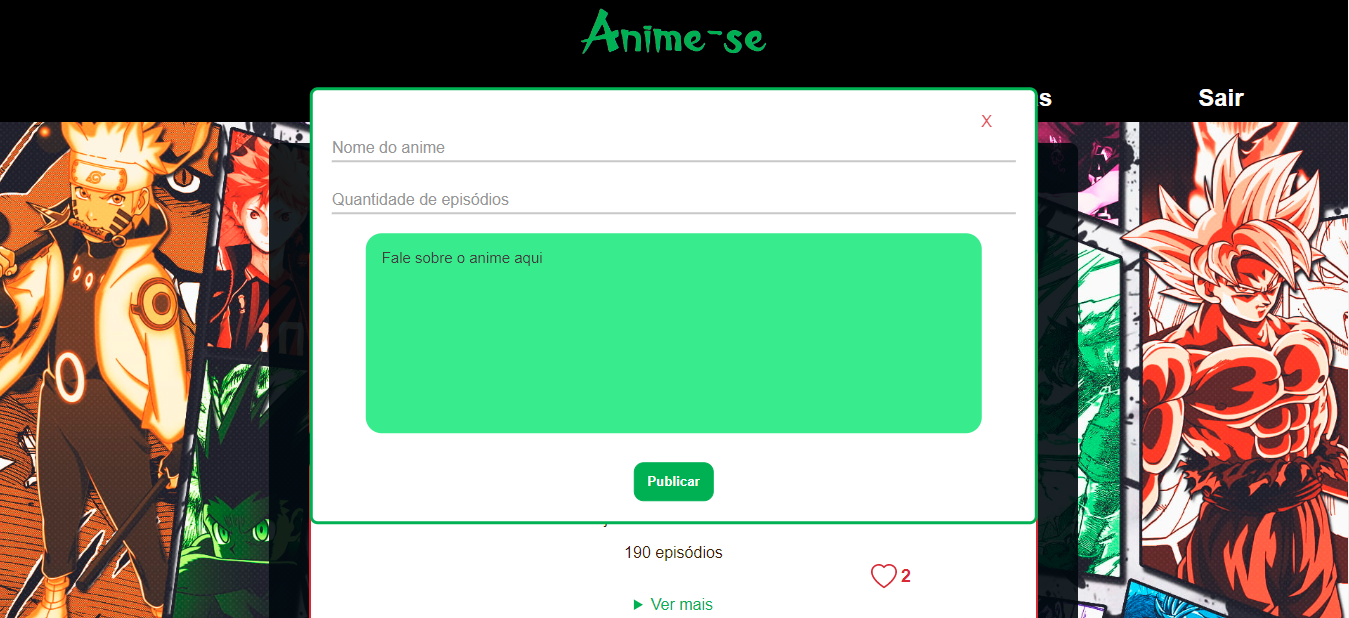 Anime-se
s
Sair
X
Nome do anime
Quantidade de episódios
Fale sobre o anime aqui
Publicar
190 episódios
2
Ver mais